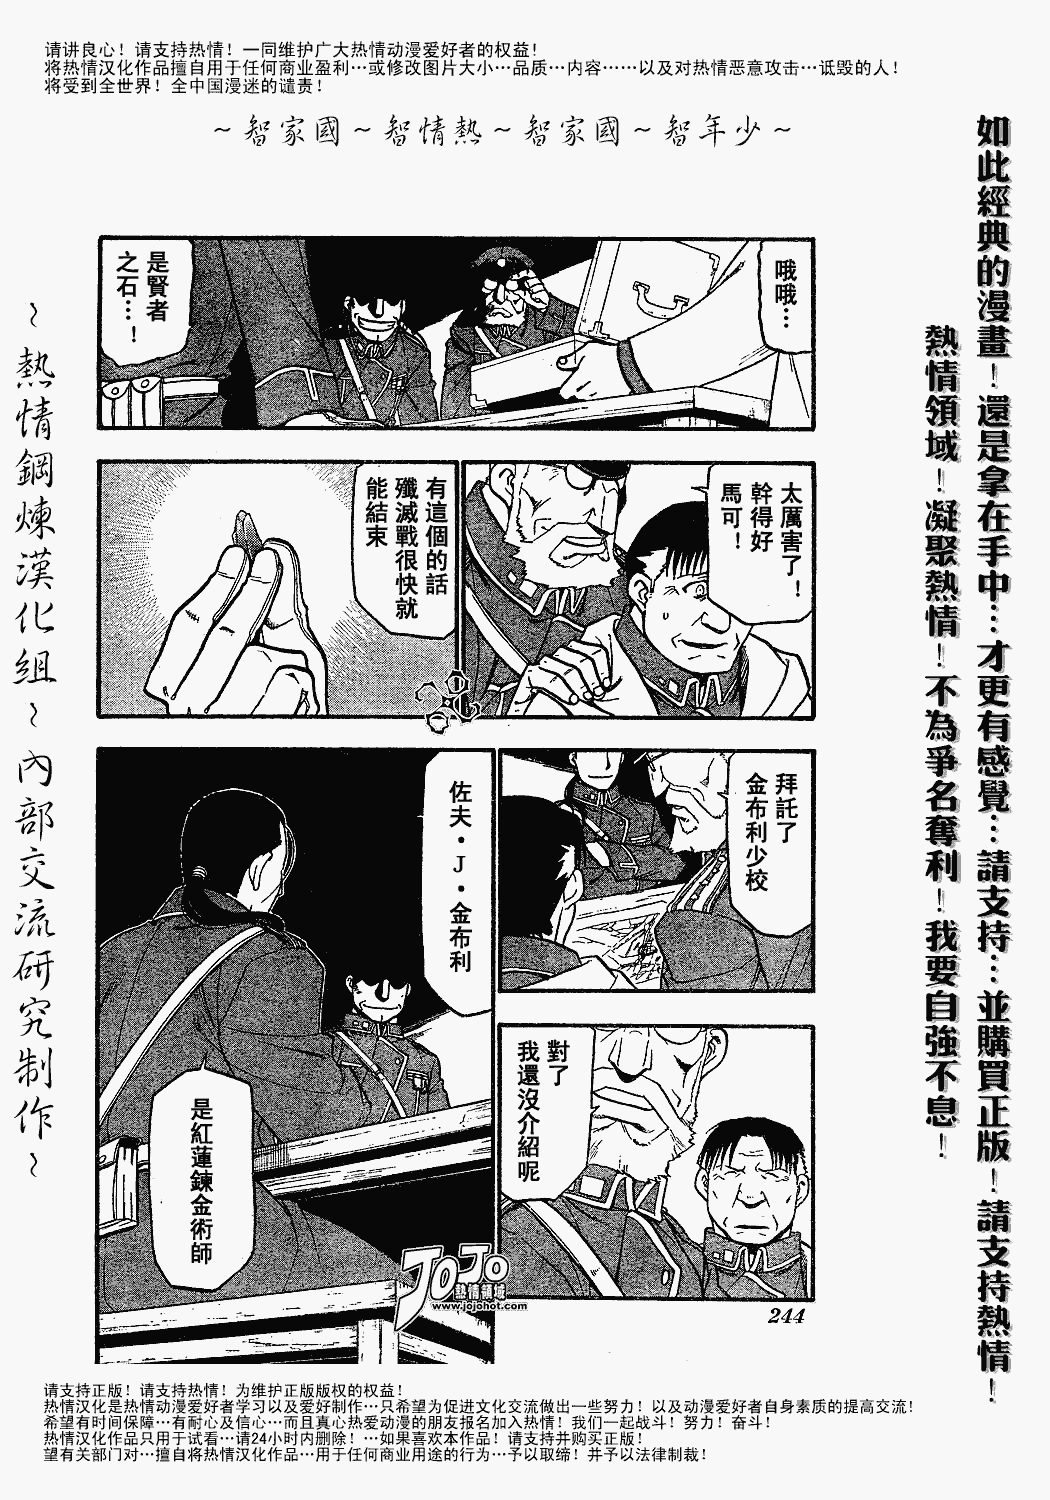 请讲良心！请支持热情！一同维护广大热情动漫爱好者的权益！
将热情汉化作品擅自用于任何商业盈利…或修改图片大小…品质…内容……以及对热情恶意攻击…诋毁的人！
将受到全世界！全中国漫迷的谴责！
～智家國～智情熱～智家國～智年少～
如此經典的漫畫！還是拿在手中…才更有感覺…請支持…並購買正版！請支持熱情！
熱情領域！凝聚熱情！不為爭名奪利！我要自強不息！
～熱情鋼煉漢化組～內部交流研究制作～
哦哦…
是賢者
之石…！
太厲害了！
幹得好
馬可！
有這個的話
殲滅戰很快就
能結束
拜託了
金布利少校
對了
我還沒介紹呢
佐夫·J·金布利
是紅蓮鍊金術師
JoJo
熱情領域
www.jojohot.com
244
请支持正版！请支持热情！为维护正版版权的权益！
热情汉化是热情动漫爱好者学习以及爱好制作…只希望为促进文化交流做出一些努力！以及动漫爱好者自身素质的提高交流！
希望有时间保障…有耐心及信心…而且真心热爱动漫的朋友报名加入热情！我们一起战斗！努力！奋斗！
热情汉化作品只用于试看…请24小时内删除！…如果喜欢本作品！请支持并购买正版！
望有关部门对…擅自将热情汉化作品…用于任何商业用途的行为…予以取缔！并予以法律制裁！